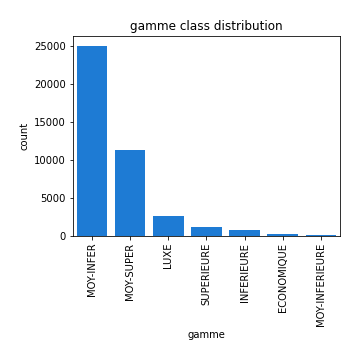 gamme class distribution
25000
20000
15000
10000
5000
0
count
MOY-INFER
MOY-SUPER
LUXE
SUPERIEURE
INFERIEURE
ECONOMIQUE
MOY-INFERIEURE
gamme